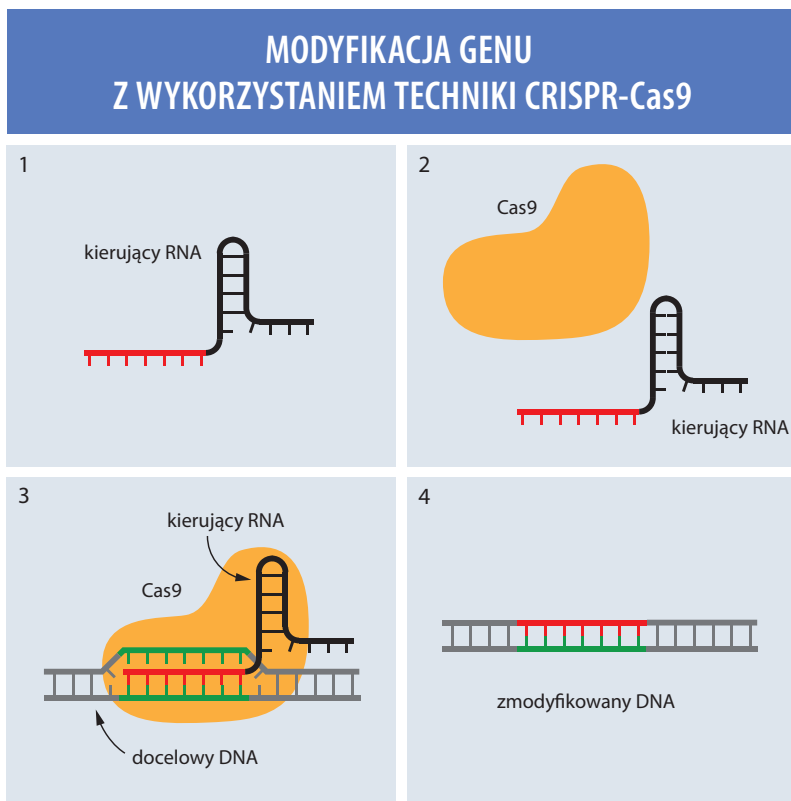 MODYFIKACJA GENU
Z WYKORZYSTANIEM TECHNIKI CRISPR-Cas9
1
kierujący RNA
2
Cas9
kierujący RNA
3
kierujący RNA
Cas9
docelowy DNA
4
zmodyfikowany DNA